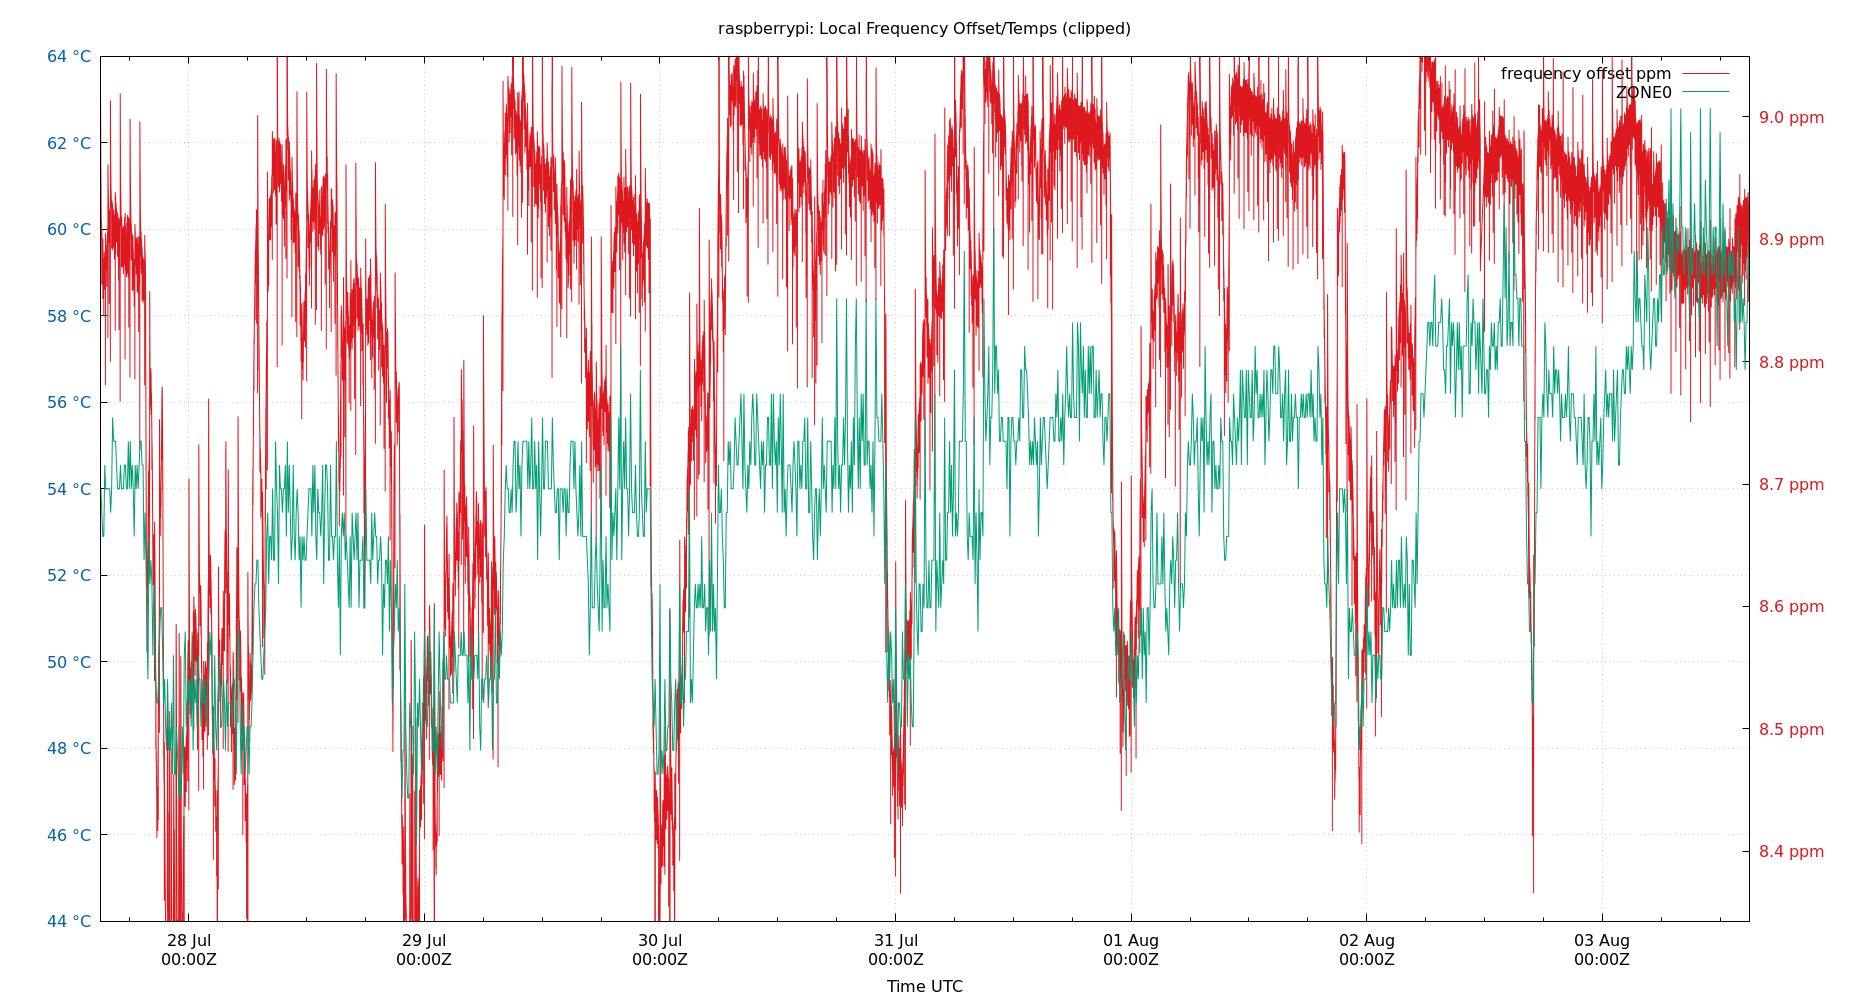 raspberrypi: Local Frequency Offset/Temps (clipped)
64 °C
62 °C
60 °C
58 °C
56 °C
54 °C
52 °C
50 °C
48 °C
46 °C
44 °C
frequency offset ppm
ZONE0
9.0 ppm
8.9 ppm
8.8 ppm
8.7 ppm
8.6 ppm
8.5 ppm
8.4 ppm
28 Jul
00:00Z
29 Jul
00:00Z
30 Jul
00:00Z
31 Jul
00:00Z
01 Aug
00:00Z
02 Aug
00:00Z
03 Aug
00:00Z
Time UTC